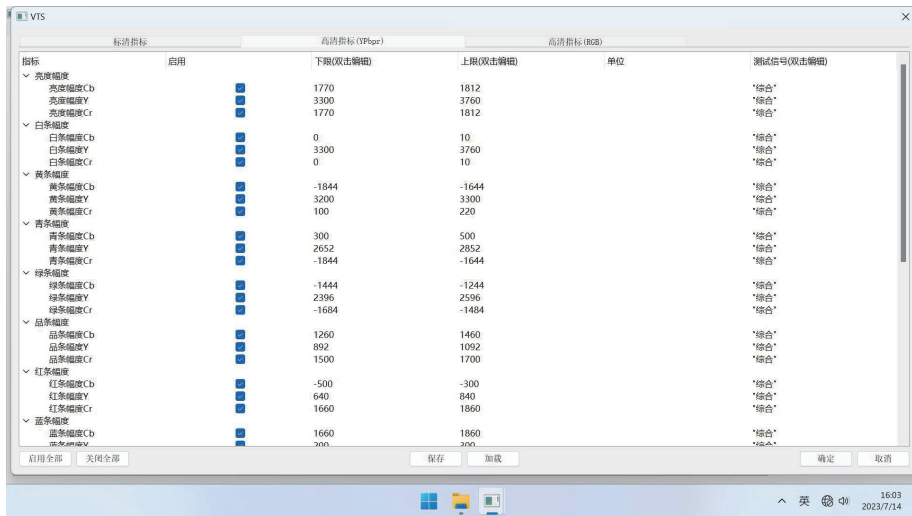 VTS
标清指标 高清指标(YPbpr) 高清指标(RGB)
指标 启用 下限(双击编辑) 上限(双击编辑) 单位 测试信号(双击编辑)
亮度幅度
亮度幅度Cb 1770 1812 "综合"
亮度幅度Y 3300 3760 "综合"
亮度幅度Cr 1770 1812 "综合"
白条幅度
白条幅度Cb 0 10 "综合"
白条幅度Y 3300 3760 "综合"
白条幅度Cr 0 10 "综合"
黄条幅度
黄条幅度Cb -1844 -1644 "综合"
黄条幅度Y 3200 3300 "综合"
黄条幅度Cr 100 220 "综合"
青条幅度
青条幅度Cb 300 500 "综合"
青条幅度Y 2652 2852 "综合"
青条幅度Cr -1844 -1644 "综合"
绿条幅度
绿条幅度Cb -1444 -1244 "综合"
绿条幅度Y 2396 2596 "综合"
绿条幅度Cr -1684 -1484 "综合"
品条幅度
品条幅度Cb 1260 1460 "综合"
品条幅度Y 892 1092 "综合"
品条幅度Cr 1500 1700 "综合"
红条幅度
红条幅度Cb -500 -300 "综合"
红条幅度Y 640 840 "综合"
红条幅度Cr 1660 1860 "综合"
蓝条幅度
蓝条幅度Cb 1660 1860 "综合"
蓝条幅度Y 200 300 "综合"
启用全部 关闭全部 保存 加载 确定 取消
英 16:03
2023/7/14